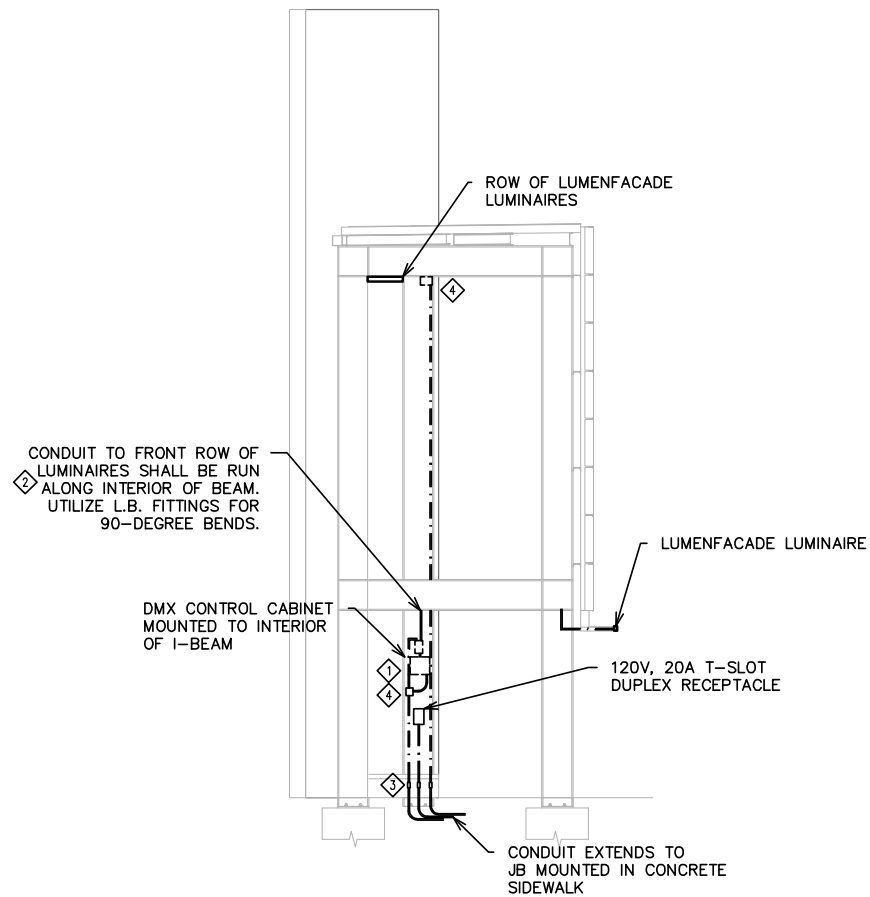 ROW OF LUMENFACADE
LUMINAIRES
4
CONDUIT TO FRONT ROW OF
LUMINAIRES SHALL BE RUN
2
ALONG INTERIOR OF BEAM.
UTILIZE L.B. FITTINGS FOR
90-DEGREE BENDS.
LUMENFACADE LUMINAIRE
DMX CONTROL CABINET
MOUNTED TO INTERIOR
OF I-BEAM
1
4
120V, 20A T-SLOT
DUPLEX RECEPTACLE
3
CONDUIT EXTENDS TO
JB MOUNTED IN CONCRETE
SIDEWALK